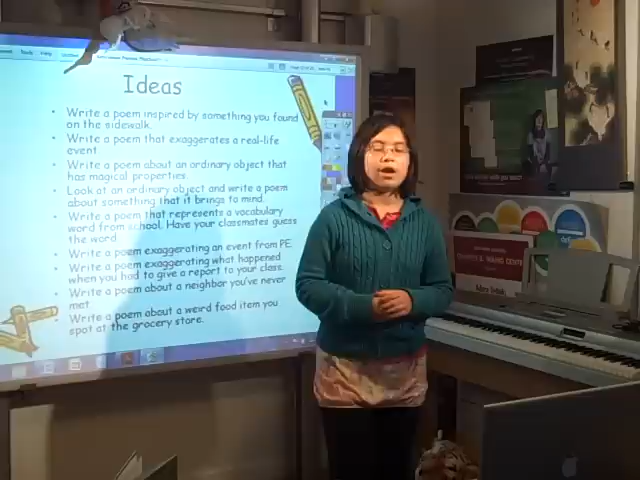 Ideas
Write a poem inspired by something you found
on the sidewalk.
Write a poem that exaggerates a real-life
event
Write a poem about an ordinary object that
has magical properties.
Look at an ordinary object and write a poem
about something that it brings to mind.
Write a poem that represents a vocabulary
word from school. Have your classmates guess
the word
Write a poem exaggerating an event from PE
Write a poem exaggerating what happened
when you had to give a report to your class.
Write a poem about a neighbor you've never
met
Write a poem about a weird food item you
spot at the grocery store.